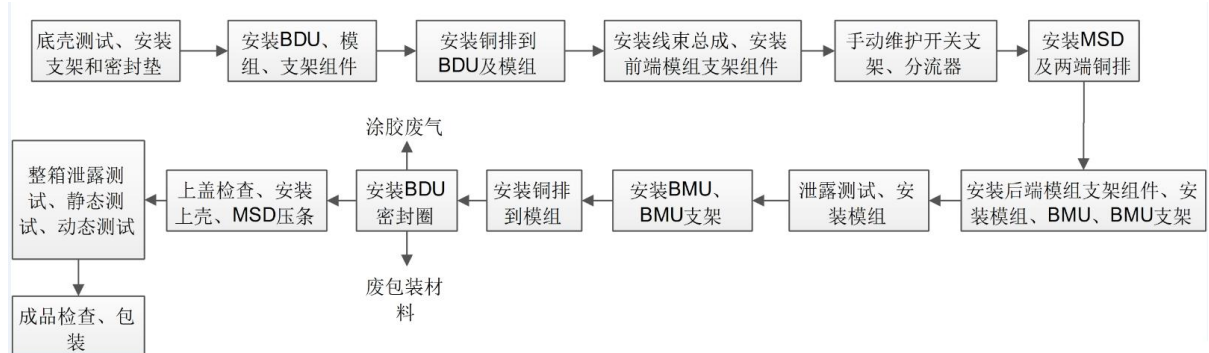 底壳测试、安装
支架和密封垫
安装BDU、模
组、支架组件
安装铜排到
BDU及模组
安装线束总成、安装
前端模组支架组件
手动维护开关支
架、分流器
安装MSD
及两端铜排
涂胶废气
整箱泄露测
试、静态测
试、动态测试
上盖检查、安装
上壳、MSD压条
安装BDU
密封圈
安装铜排
到模组
安装BMU、
BMU支架
泄露测试、安
装模组
安装后端模组支架组件、安
装模组、BMU、BMU支架
废包装材
料
成品检查、包
装